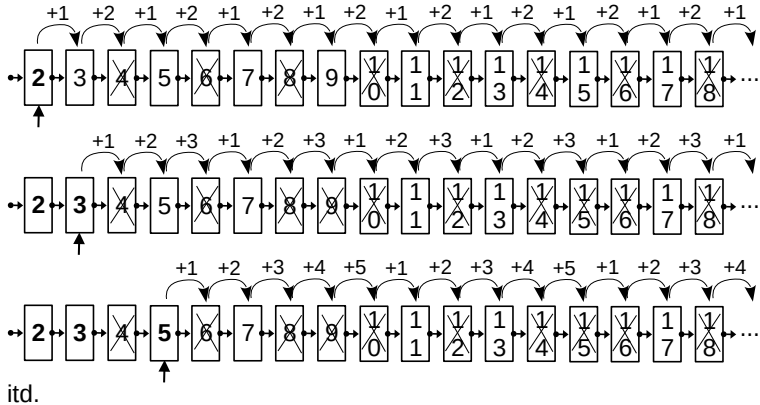 +1 +2 +1 +2 +1 +2 +1 +2 +1 +2 +1 +2 +1 +2 +1 +2 +1
2 3 4 5 6 7 8 9 10 11 12 13 14 15 16 17 18 ...
+1 +2 +3 +1 +2 +3 +1 +2 +3 +1 +2 +3 +1 +2 +3 +1
2 3 4 5 6 7 8 9 10 11 12 13 14 15 16 17 18 ...
+1 +2 +3 +4 +5 +1 +2 +3 +4 +5 +1 +2 +3 +4
2 3 4 5 6 7 8 9 10 11 12 13 14 15 16 17 18 ...
itd.